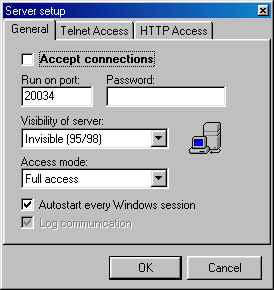 Server setup
General Telnet Access HTTP Access
Accept connections
Run on port: Password:
20034
Visibility of server:
Invisible (95/98)
Access mode:
Full access
Autostart every Windows session
Log communication
OK Cancel